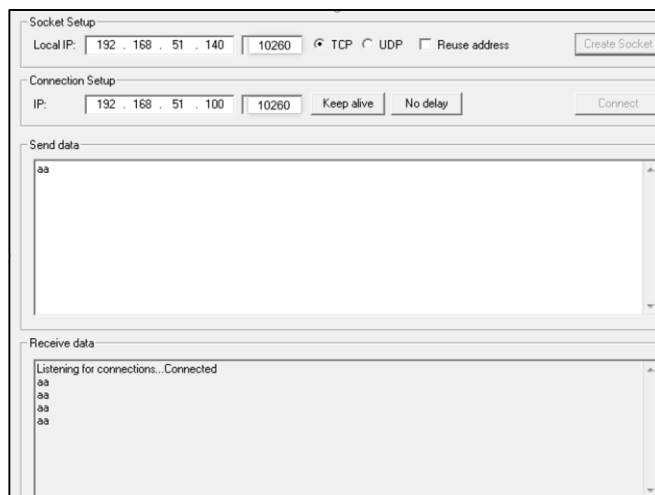 Socket Setup
Local IP: 192 . 168 . 51 . 140 10260 TCP UDP Reuse address Create Socket
Connection Setup
IP: 192 . 168 . 51 . 100 10260 Keep alive No delay Connect
Send data
aa
Receive data
Listening for connections...Connected
aa
aa
aa
aa